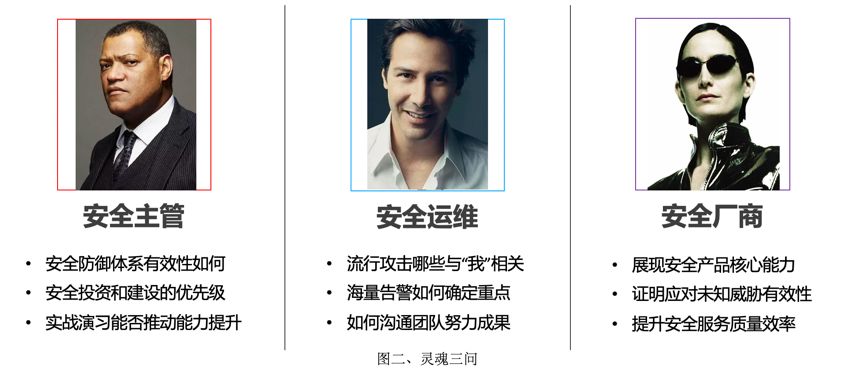 安全主管
• 安全防御体系有效性如何
• 安全投资和建设的优先级
• 实战演习能否推动能力提升
安全运维
• 流行攻击哪些与“我”相关
• 海量告警如何确定重点
• 如何沟通团队努力成果
安全厂商
• 展现安全产品核心能力
• 证明应对未知威胁有效性
• 提升安全服务质量效率
图二、灵魂三问